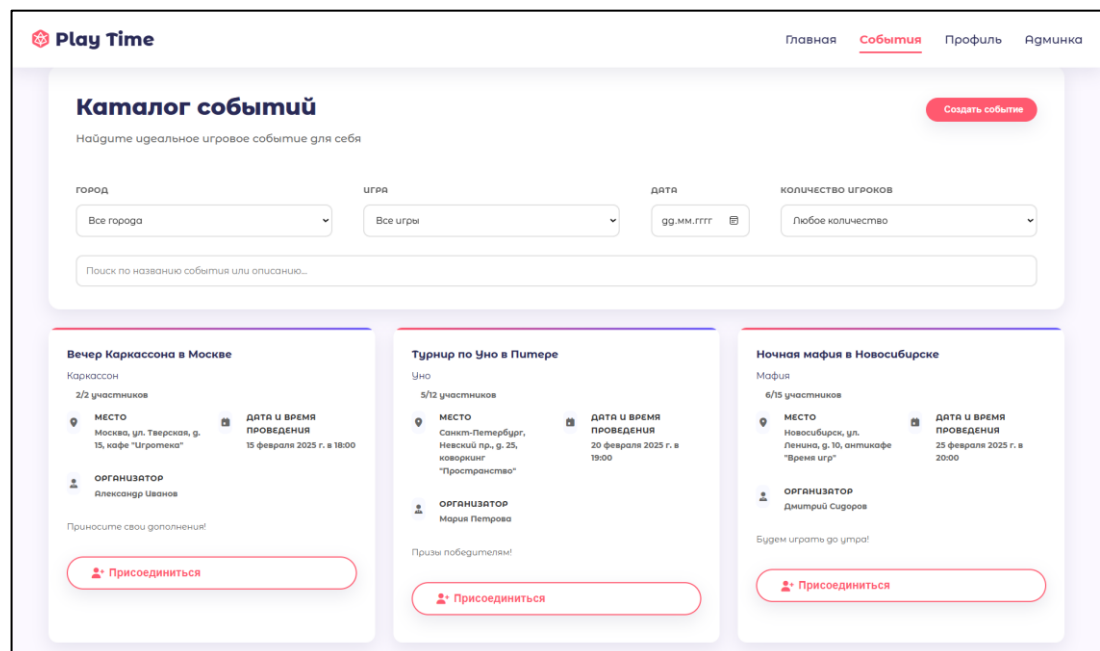 Play Time
Главная События Профиль Админка
Каталог событий
Создать событие
Найдите идеальное игровое событие для себя
ГОРОД ИГРА ДАТА КОЛИЧЕСТВО ИГРОКОВ
Все города Все игры дд.мм.гггг Любое количество
Поиск по названию события или описанию...
Вечер Каркассона в Москве
Каркассон
2/2 участников
МЕСТО
Москва, ул. Тверская, д.
15, кафе "Игротека"
ДАТА И ВРЕМЯ
ПРОВЕДЕНИЯ
15 февраля 2025 г. в 18:00
ОРГАНИЗАТОР
Александр Иванов
Приносите свои дополнения!
Присоединиться
Турнир по Уно в Питере
Уно
5/12 участников
МЕСТО
Санкт-Петербург,
Невский пр., д. 25,
коворкинг
"Пространство"
ДАТА И ВРЕМЯ
ПРОВЕДЕНИЯ
20 февраля 2025 г. в
19:00
ОРГАНИЗАТОР
Мария Петрова
Призы победителям!
Присоединиться
Ночная мафия в Новосибирске
Мафия
6/15 участников
МЕСТО
Новосибирск, ул.
Ленина, д. 10, антикафе
"Время игр"
ДАТА И ВРЕМЯ
ПРОВЕДЕНИЯ
25 февраля 2025 г. в
20:00
ОРГАНИЗАТОР
Дмитрий Сидоров
Будем играть до утра!
Присоединиться